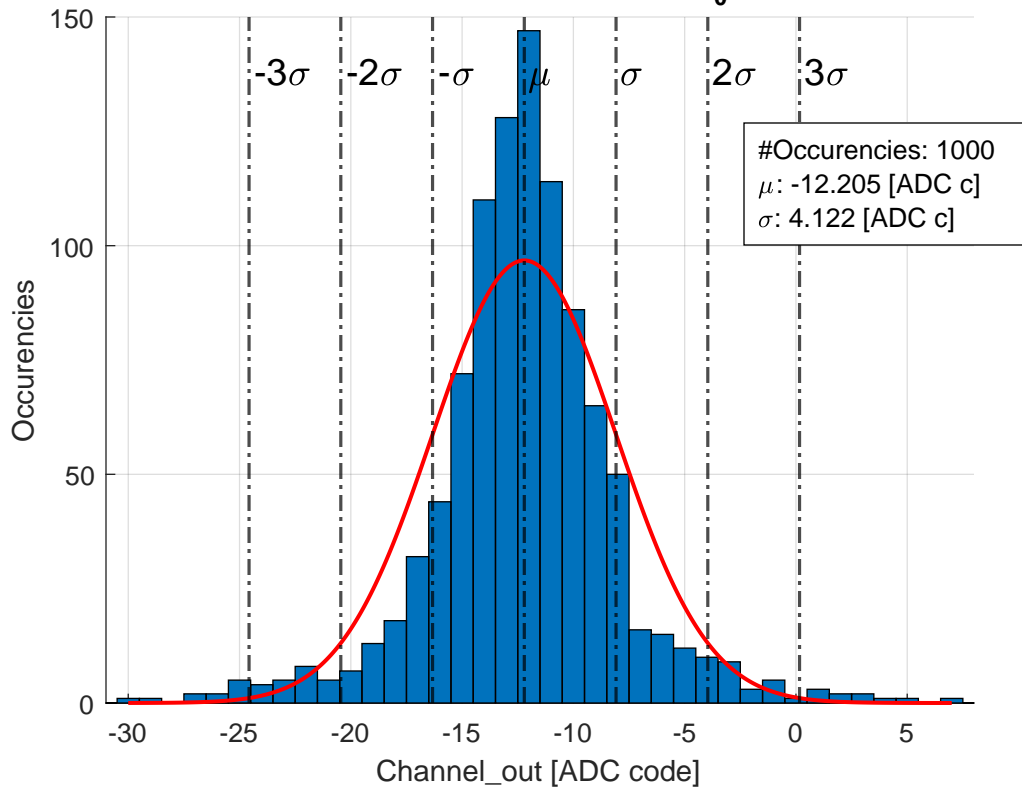 0
150
100
50
0
-3σ -2σ -σ μ σ 2σ 3σ
#Occurencies: 1000
μ: -12.205 [ADC c]
σ: 4.122 [ADC c]
Occurencies
-30 -25 -20 -15 -10 -5 0 5
Channel_out [ADC code]